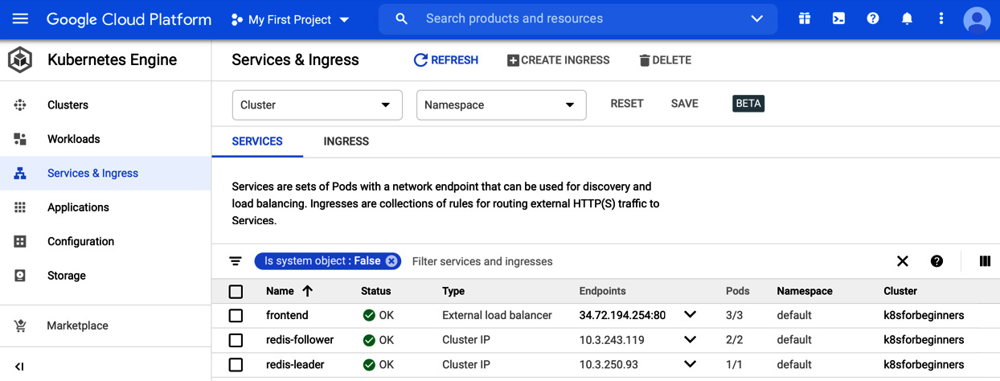 Google Cloud Platform My First Project Search products and resources
Kubernetes Engine Services & Ingress REFRESH CREATE INGRESS DELETE
Clusters
Workloads
Services & Ingress
Applications
Configuration
Storage
Marketplace
Cluster Namespace RESET SAVE BETA
SERVICES INGRESS
Services are sets of Pods with a network endpoint that can be used for discovery and
load balancing. Ingresses are collections of rules for routing external HTTP(S) traffic to
Services.
Is system object : False Filter services and ingresses
Name Status Type Endpoints Pods Namespace Cluster
frontend OK External load balancer 34.72.194.254:80 3/3 default k8sforbeginners
redis-follower OK Cluster IP 10.3.243.119 2/2 default k8sforbeginners
redis-leader OK Cluster IP 10.3.250.93 1/1 default k8sforbeginners